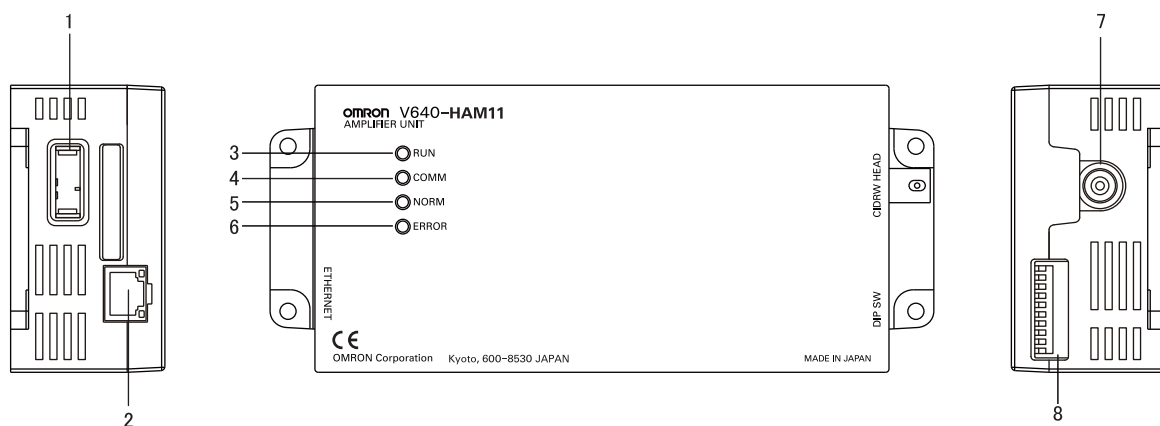 1
7
OMRON V640-HAM11
AMPLIFIER UNIT
3 RUN
4 COMM
5 NORM
6 ERROR
CIDRW HEAD
ETHERNET
DIP SW
CE
OMRON Corporation Kyoto, 600-8530 JAPAN
MADE IN JAPAN
2
8